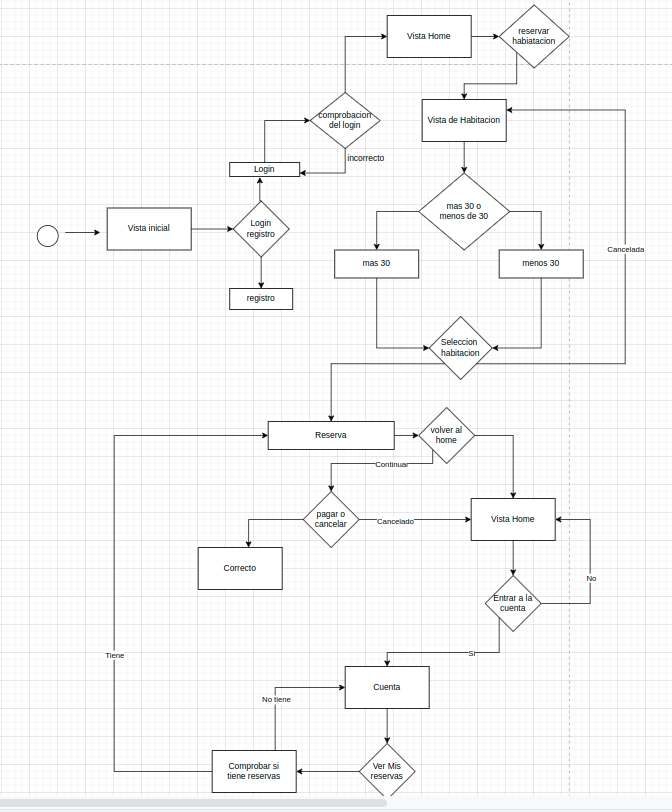 Vista Home
reservar
habiatacion
comprobacion
del login
Vista de Habitacion
incorrecto
Login
mas 30 o
menos de 30
Vista inicial
Login
registro
Cancelada
mas 30
menos 30
registro
Seleccion
habitacion
Reserva
volver al
home
Continuar
pagar o
cancelar
Cancelado
Vista Home
Correcto
No
Entrar a la
cuenta
Tiene
Si
Cuenta
No tiene
Comprobar si
tiene reservas
Ver Mis
reservas